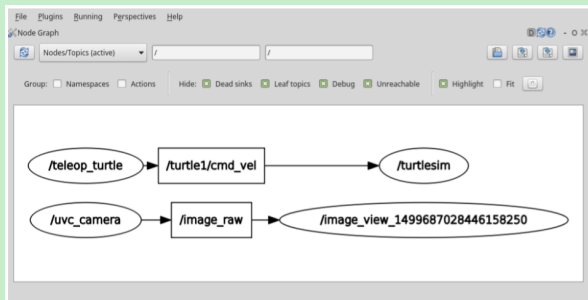 File Plugins Running Perspectives Help
Node Graph
D - O
Nodes/Topics (active) / /
Group: Namespaces Actions Hide: Dead sinks Leaf topics Debug Unreachable Highlight Fit
/teleop_turtle /turtle1/cmd_vel /turtlesim
/uvc_camera /image_raw /image_view_1499687028446158250